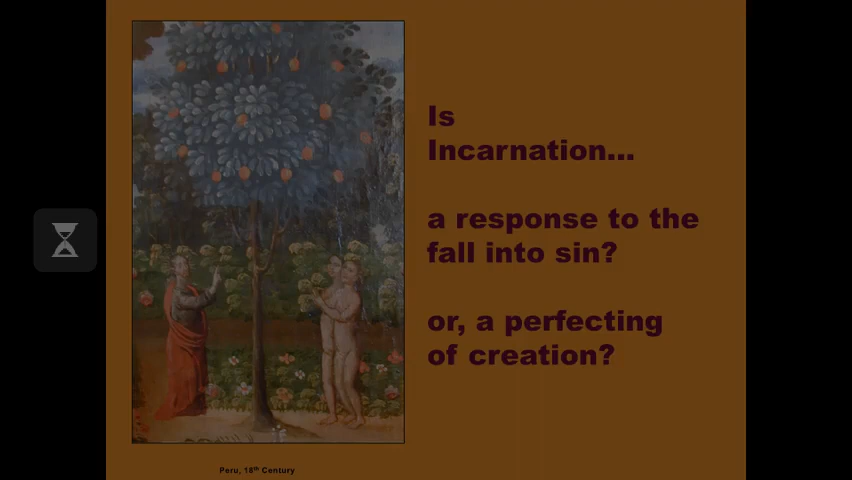 Is
Incarnation...
a response to the
fall into sin?
or, a perfecting
of creation?
Peru, 16th Century